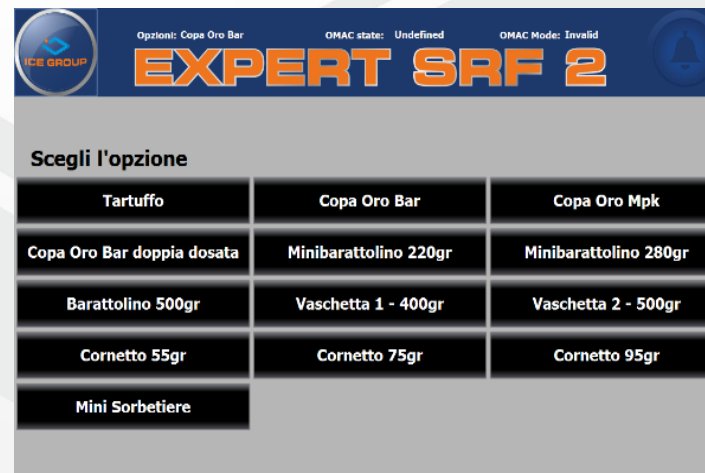 Opzioni: Copa Oro Bar OMAC state: Undefined OMAC Mode: Invalid
ICE GROUP
EXPERT SRF 2
Scegli l'opzione
Tartuffo Copa Oro Bar Copa Oro Mpk
Copa Oro Bar doppia dosata Minibarattolino 220gr Minibarattolino 280gr
Barattolino 500gr Vaschetta 1 - 400gr Vaschetta 2 - 500gr
Cornetto 55gr Cornetto 75gr Cornetto 95gr
Mini Sorbetiere